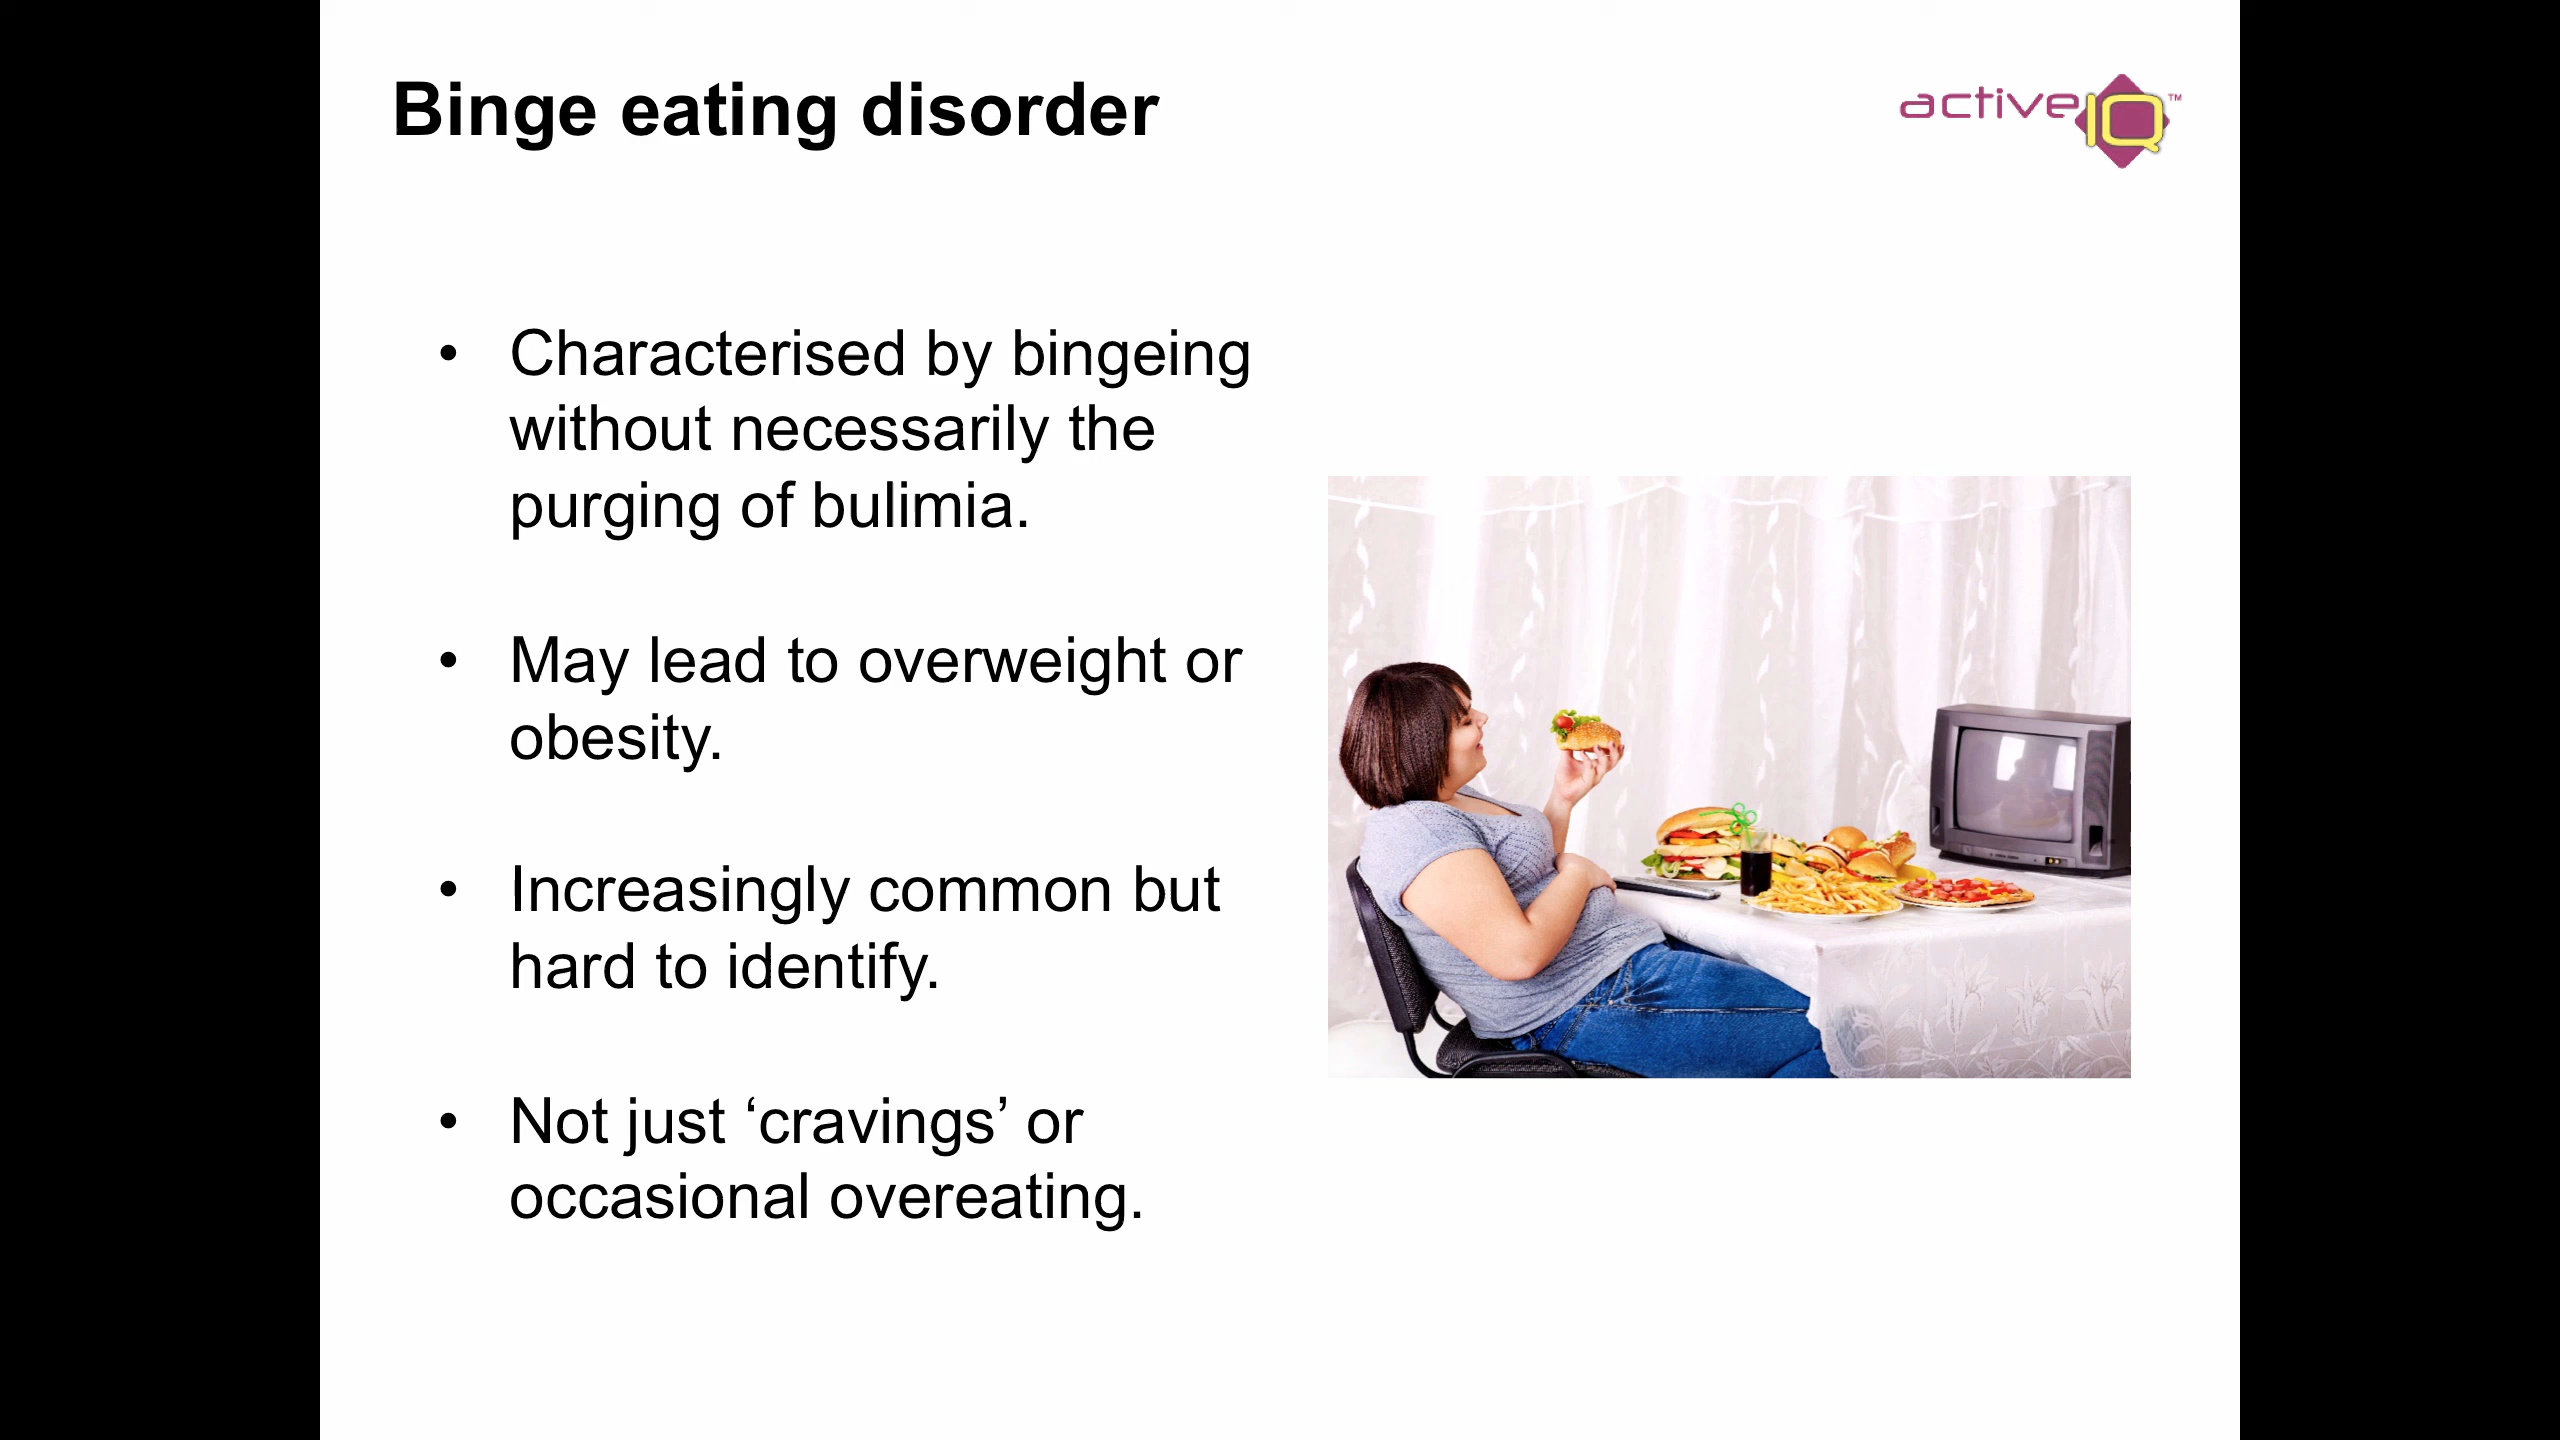 Binge eating disorder
activeIQ™
• Characterised by bingeing
without necessarily the
purging of bulimia.
• May lead to overweight or
obesity.
• Increasingly common but
hard to identify.
• Not just ‘cravings’ or
occasional overeating.